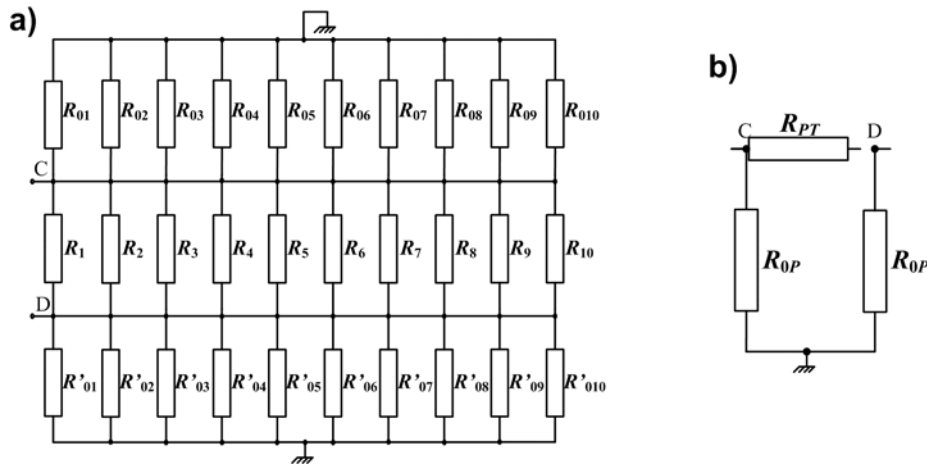 a)
R01 R02 R03 R04 R05 R06 R07 R08 R09 R010
C
R1 R2 R3 R4 R5 R6 R7 R8 R9 R10
D
R'01 R'02 R'03 R'04 R'05 R'06 R'07 R'08 R'09 R'010
b)
C RPT D
R0P R0P